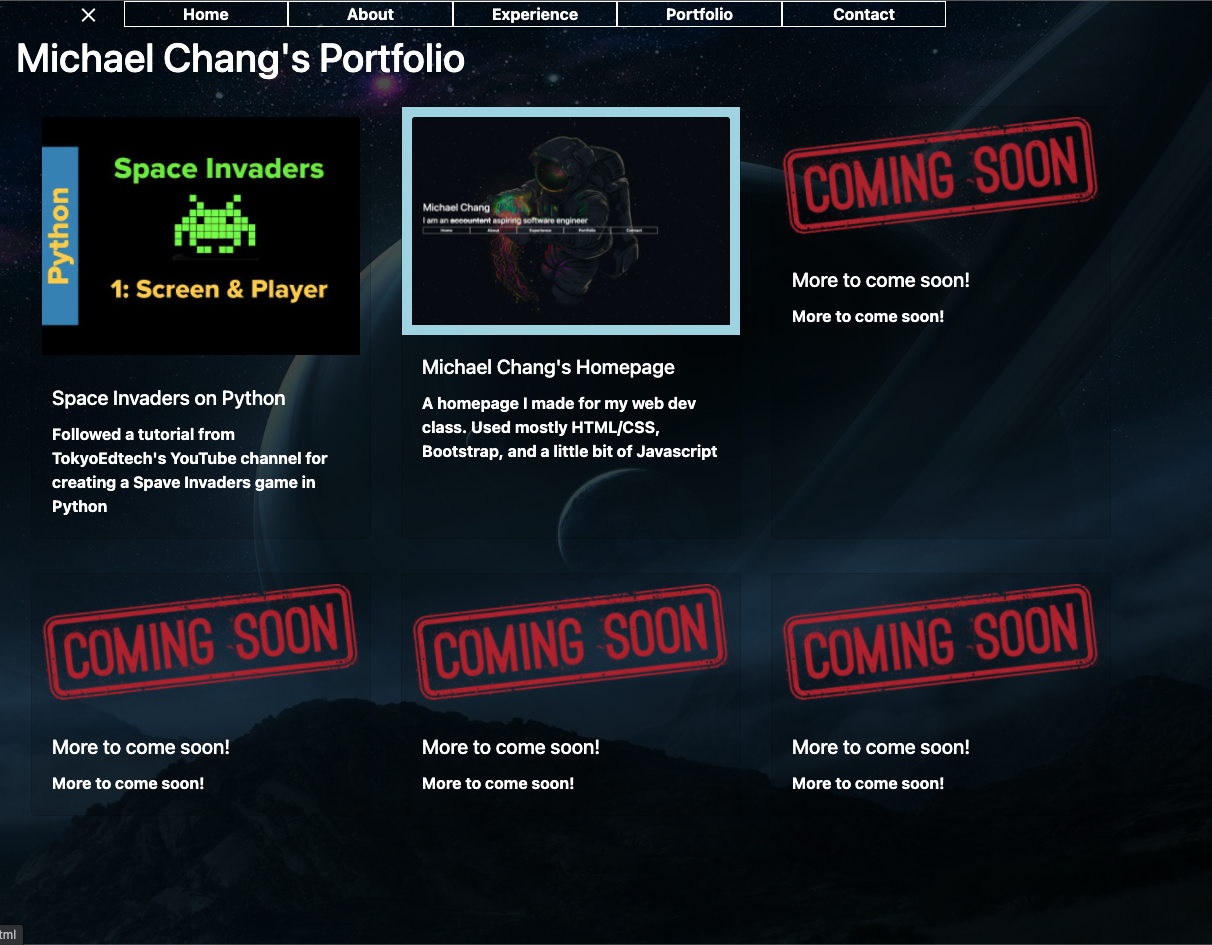 Home About Experience Portfolio Contact
Michael Chang's Portfolio
Python
Space Invaders
1: Screen & Player
Space Invaders on Python
Followed a tutorial from
TokyoEdtech's YouTube channel for
creating a Spave Invaders game in
Python
Michael Chang
I am an accountant aspiring software engineer
Home About Experience Portfolio Contact
Michael Chang's Homepage
A homepage I made for my web dev
class. Used mostly HTML/CSS,
Bootstrap, and a little bit of Javascript
COMING SOON
More to come soon!
More to come soon!
COMING SOON
More to come soon!
More to come soon!
COMING SOON
More to come soon!
More to come soon!
COMING SOON
More to come soon!
More to come soon!
tml